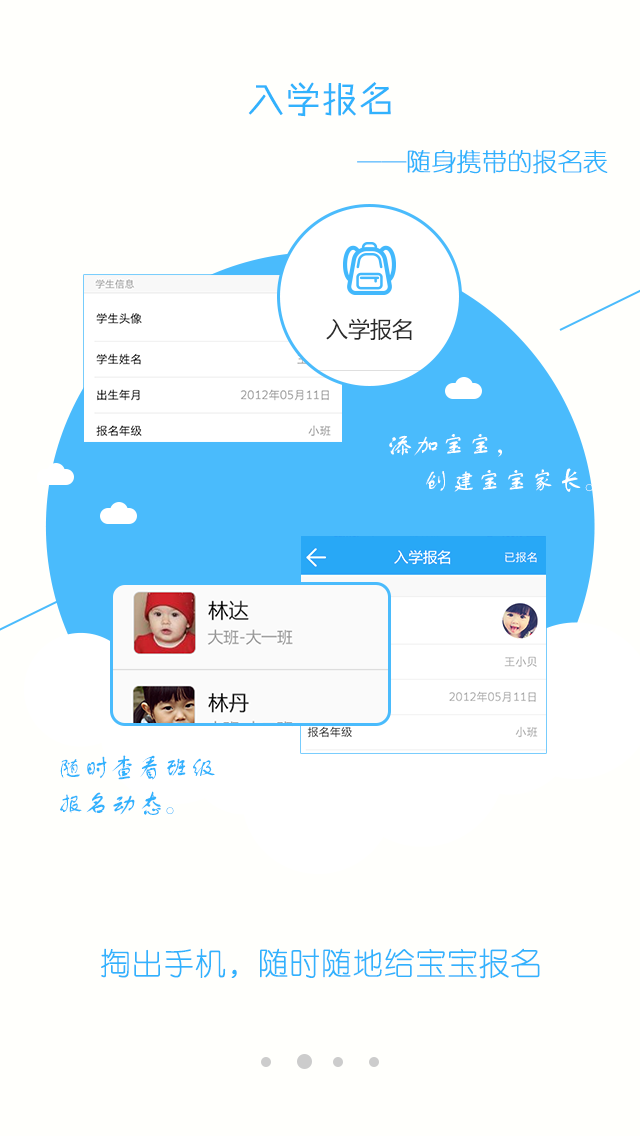 入学报名
——随身携带的报名表
学生信息
学生头像
入学报名
学生姓名
出生年月 2012年05月11日
报名年级 小班
添加宝宝，
创建宝宝家长。
入学报名 已报名
林达
大班-大一班
王小贝
林丹
2012年05月11日
报名年级 小班
随时查看班级
报名动态。
掏出手机，随时随地给宝宝报名